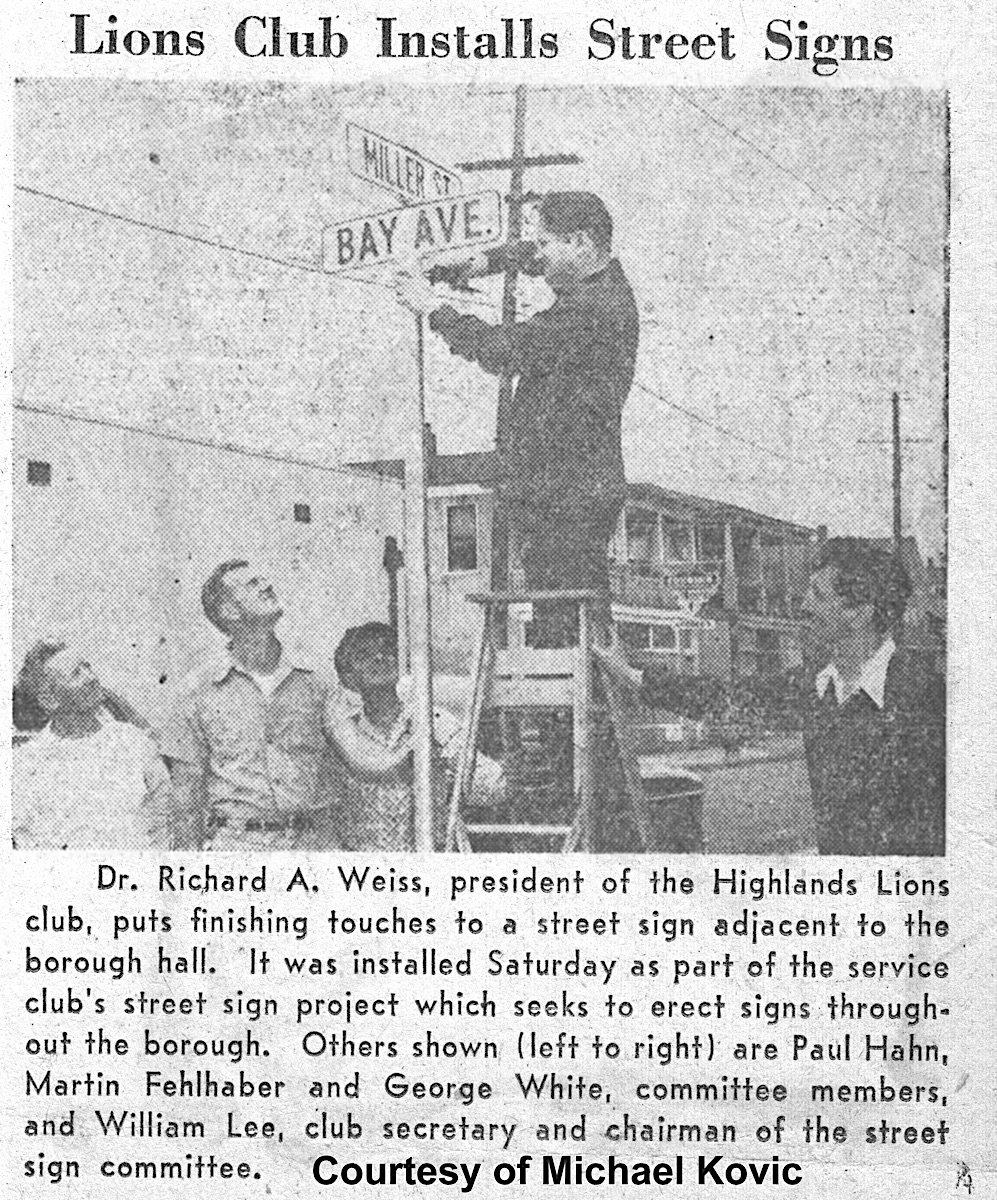 Lions Club Installs Street Signs
MILLER ST
BAY AVE.
Dr. Richard A. Weiss, president of the Highlands Lions
club, puts finishing touches to a street sign adjacent to the
borough hall. It was installed Saturday as part of the service
club's street sign project which seeks to erect signs through-
out the borough. Others shown (left to right) are Paul Hahn,
Martin Fehlhaber and George White, committee members,
and William Lee, club secretary and chairman of the street
sign committee.
Courtesy of Michael Kovic